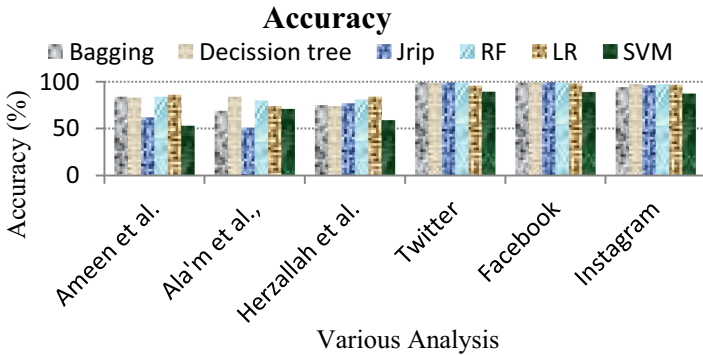 Accuracy
Bagging Decission tree Jrip RF LR SVM
Accuracy (%)
100
50
0
Ameen et al.
Ala'm et al.,
Herzallah et al.
Twitter
Facebook
Instagram
Various Analysis